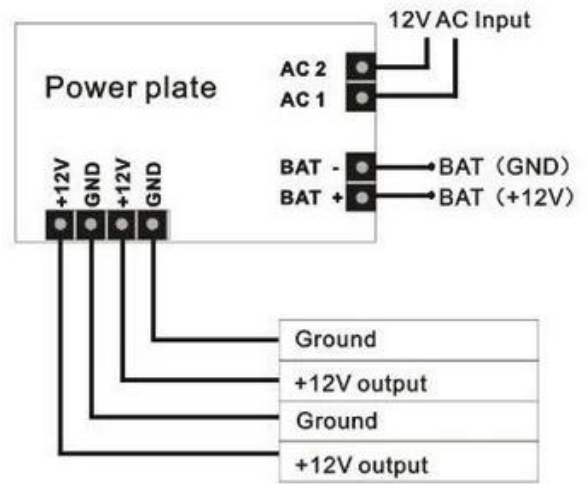 12V AC Input
AC 2
Power plate
AC 1
BAT - BAT（GND）
BAT + BAT（+12V）
+12V
GND
+12V
GND
Ground
+12V output
Ground
+12V output